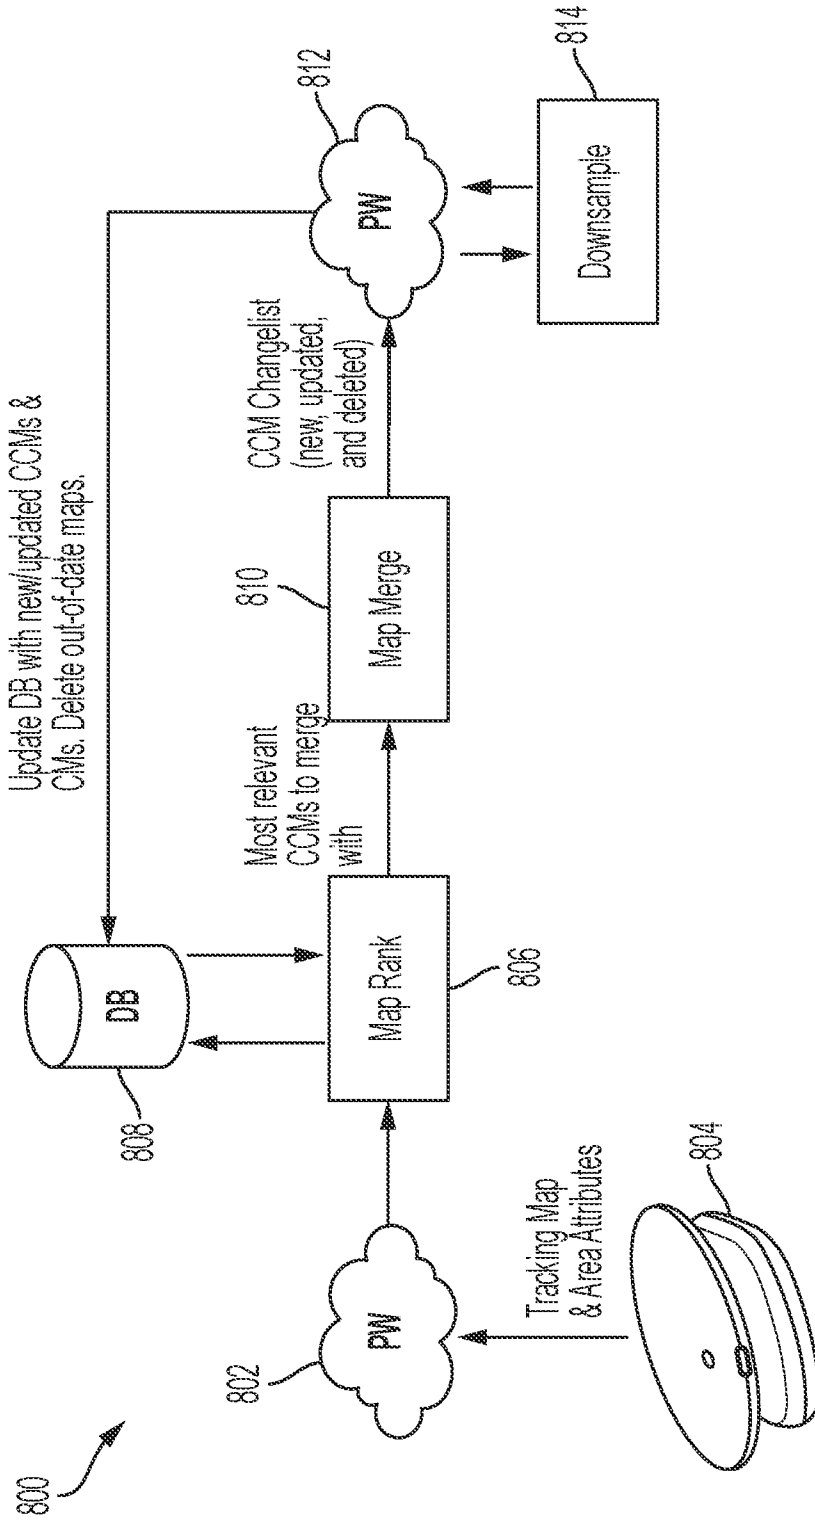 Update DB with new/updated CCMs &
CMs. Delete out-of-date maps.
808
DB
812
PW
810
CCM Changelist
(new, updated,
and deleted)
Most relevant
CCMs to merge
with
Map Merge
Map Rank
806
814
Downsample
802
PW
Tracking Map
& Area Attributes
804
800